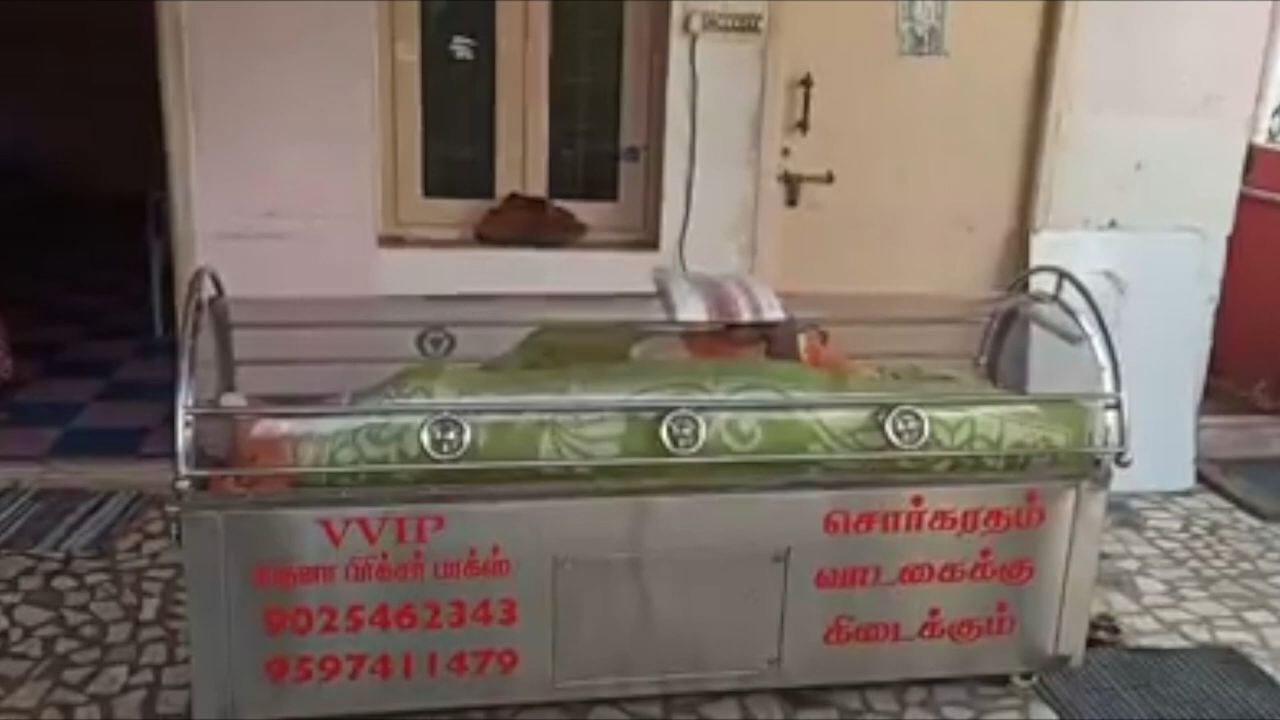 VVIP
பிரீக்சர் பாக்ஸ்
9025462343
9597411479
சொர்கரதம்
வாடகைக்கு
கிடைக்கும்